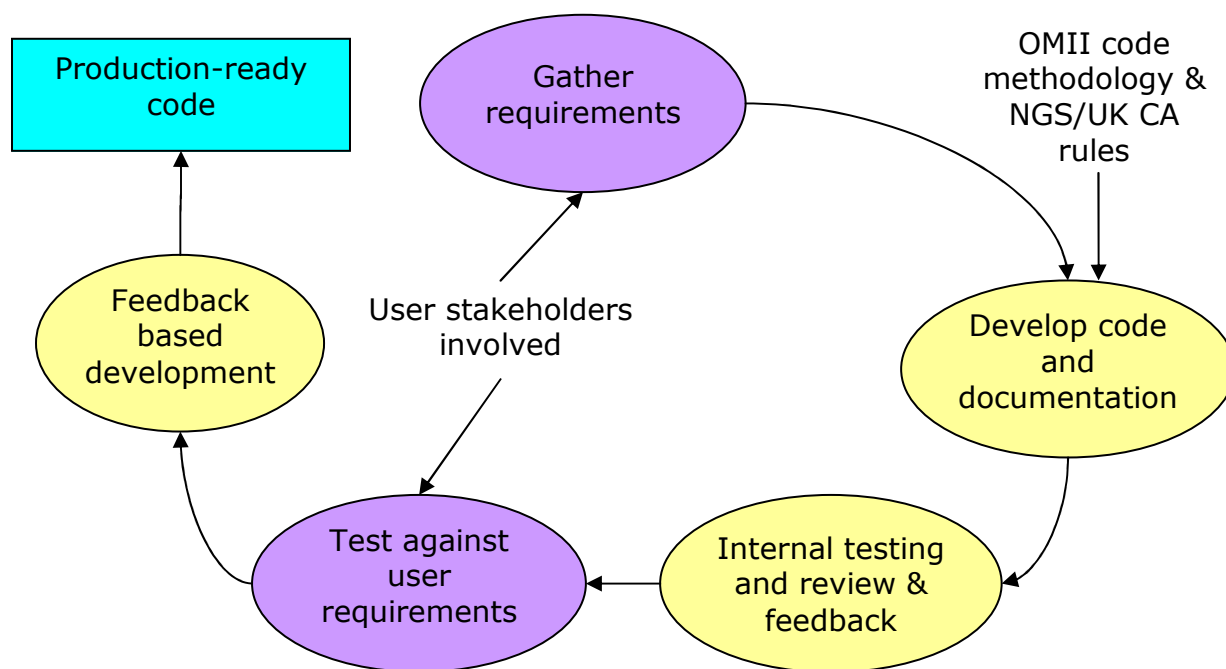 Production-ready
code
Gather
requirements
OMII code
methodology &
NGS/UK CA
rules
Feedback
based
development
User stakeholders
involved
Develop code
and
documentation
Test against
user
requirements
Internal testing
and review &
feedback